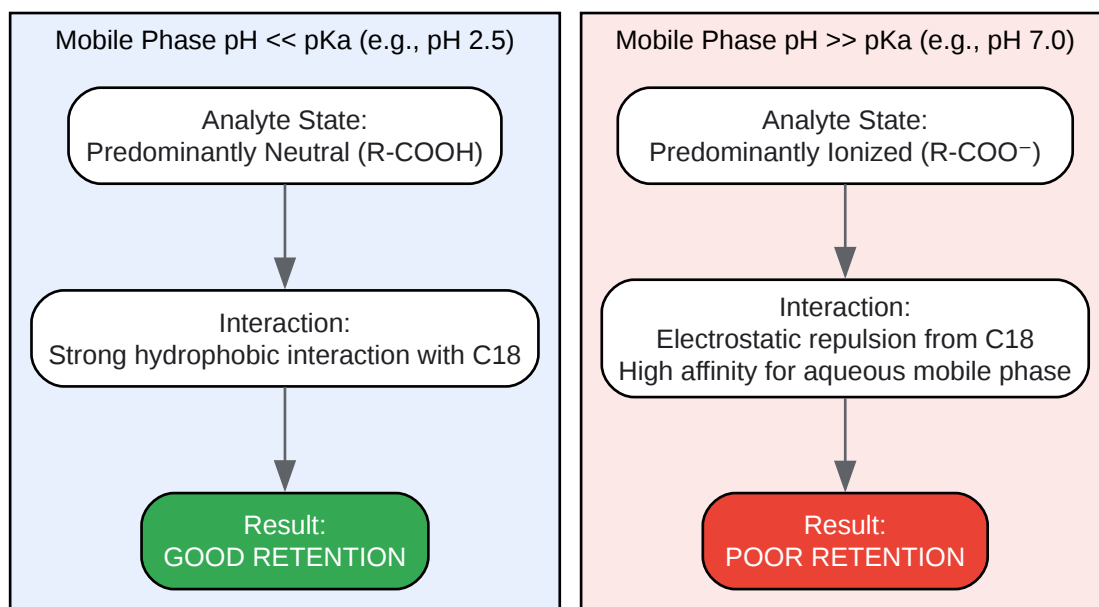 Mobile Phase pH << pKa (e.g., pH 2.5)
Analyte State:
Predominantly Neutral (R-COOH)
Interaction:
Strong hydrophobic interaction with C18
Result:
GOOD RETENTION
Mobile Phase pH >> pKa (e.g., pH 7.0)
Analyte State:
Predominantly Ionized (R-COO⁻)
Interaction:
Electrostatic repulsion from C18
High affinity for aqueous mobile phase
Result:
POOR RETENTION